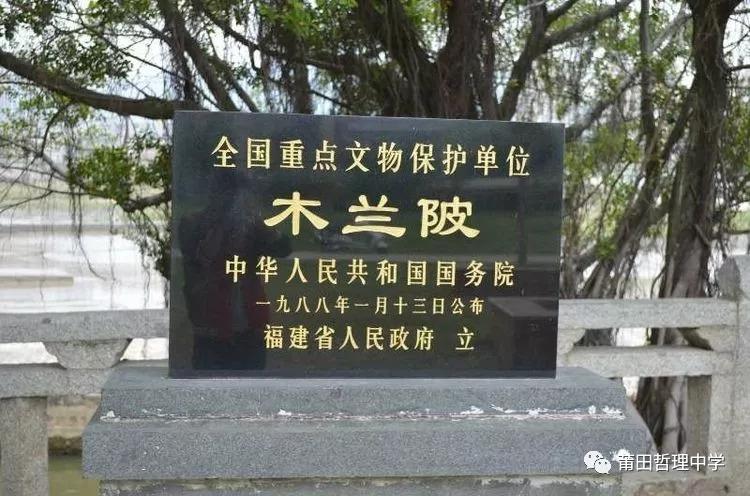 全国重点文物保护单位
木兰陂
中华人民共和国国务院
一九八八年一月十三日公布
福建省人民政府 立
莆田哲理中学